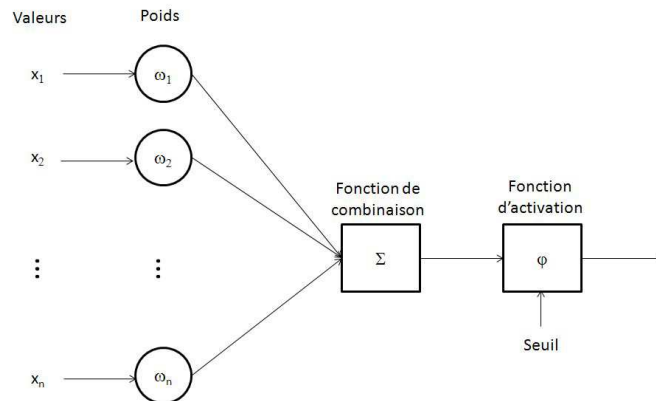 Valeurs
Poids
x₁
ω₁
x₂
ω₂
Fonction de
combinaison
Fonction
d'activation
⋮
⋮
Σ
φ
Seuil
xₙ
ωₙ